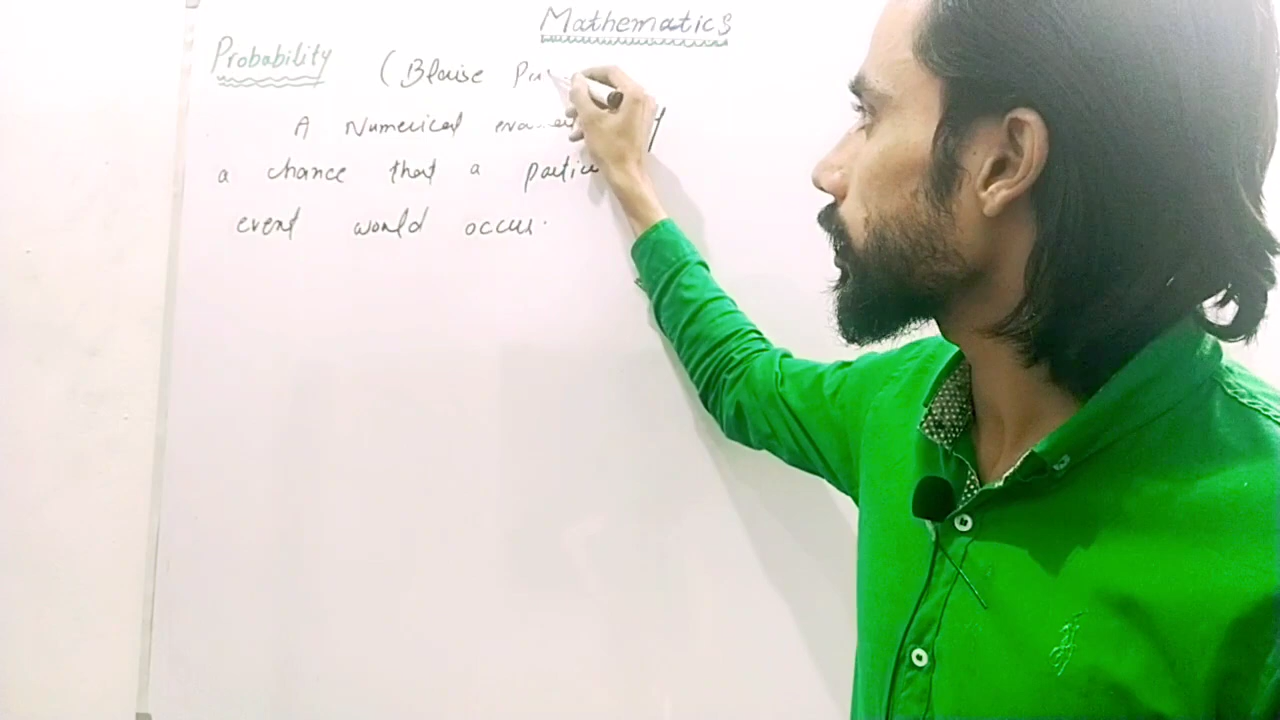 Mathematics
Probability (Blaise
A Numerical
a chance that a
event would occur.